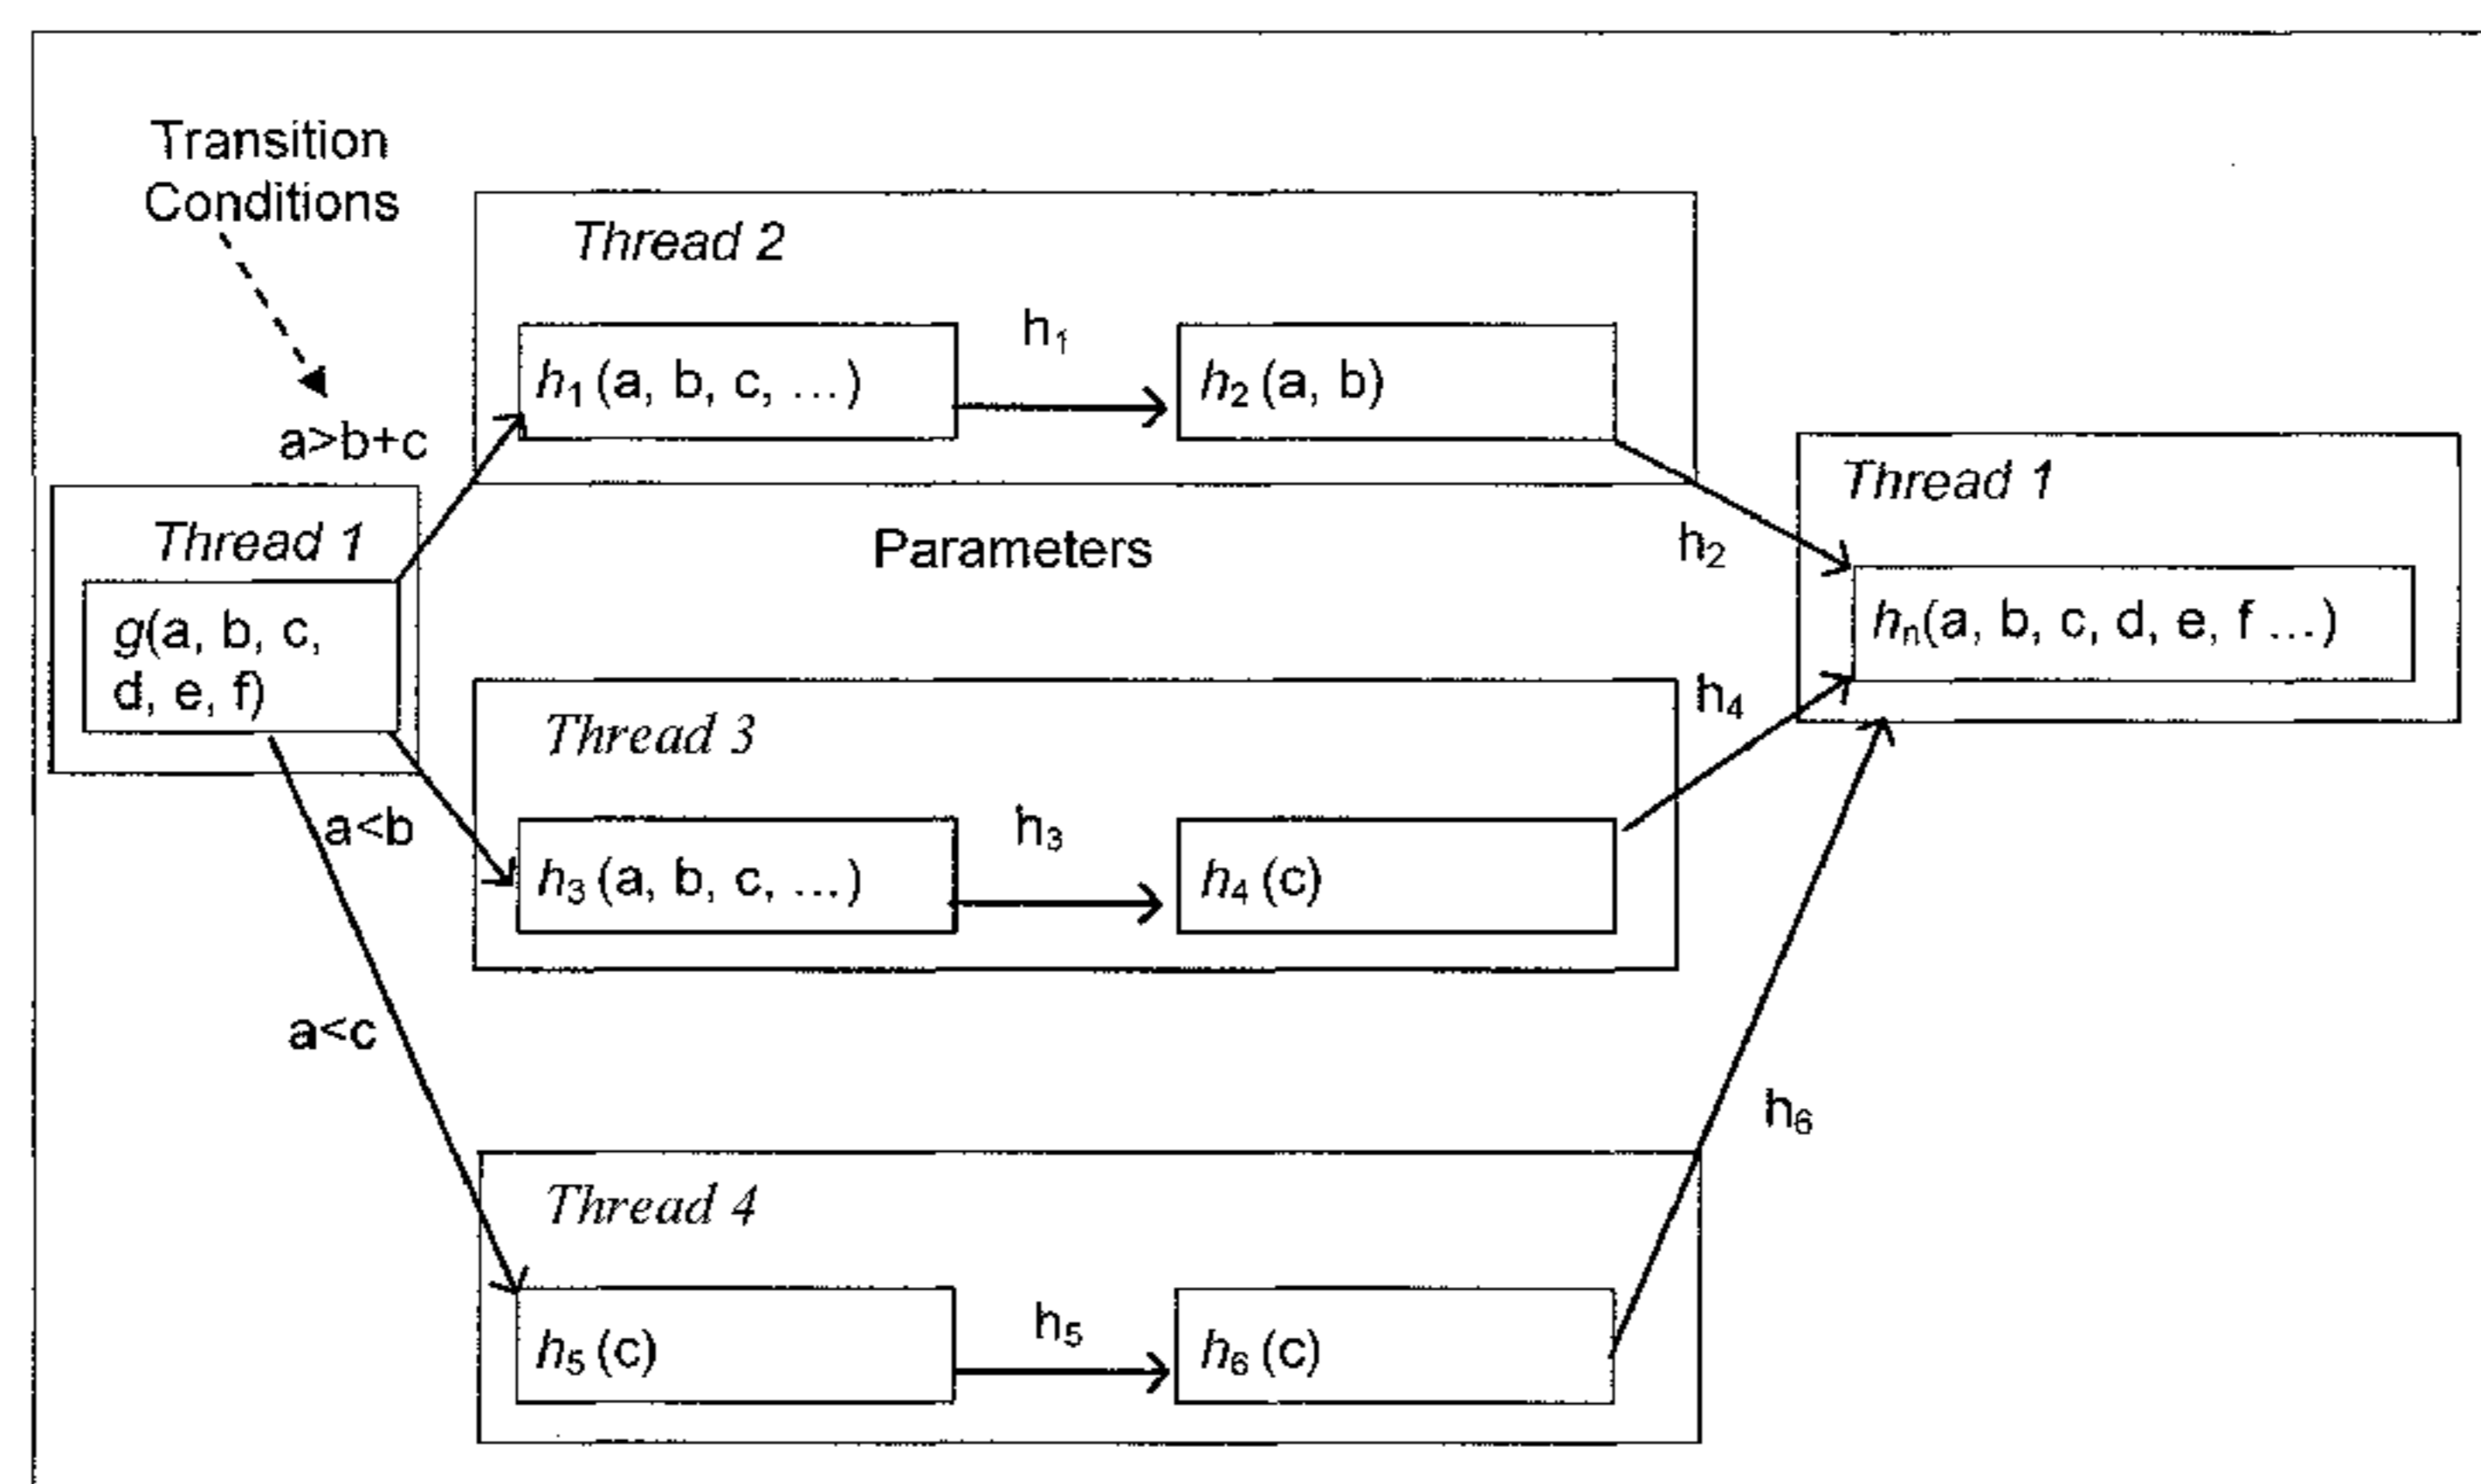 Transition
Conditions
a>b+c
Thread 2
h₁ (a, b, c, ...)
h₁
h₂ (a, b)
Thread 1
g(a, b, c,
d, e, f)
Parameters
h₂
Thread 1
hₙ(a, b, c, d, e, f ...)
a<b
Thread 3
h₃ (a, b, c, ...)
h₃
h₄ (c)
h₄
a<c
Thread 4
h₅ (c)
h₅
h₆ (c)
h₆